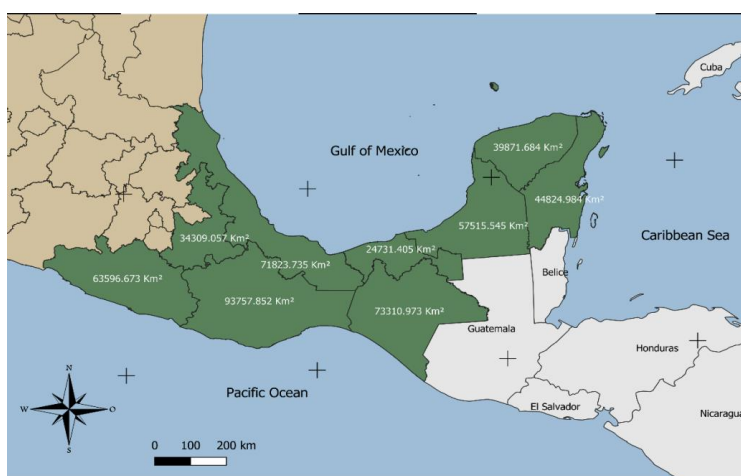 Cuba
39871.684 Km²
Gulf of Mexico
44824.984 Km²
57515.545 Km²
34309.057 Km²
Caribbean Sea
24731.405 Km²
71823.735 Km²
Belice
63596.673 Km²
93757.852 Km²
73310.973 Km²
Guatemala
Honduras
N
W
O
S
Pacific Ocean
El Salvador
Nicaragua
0 100 200 km